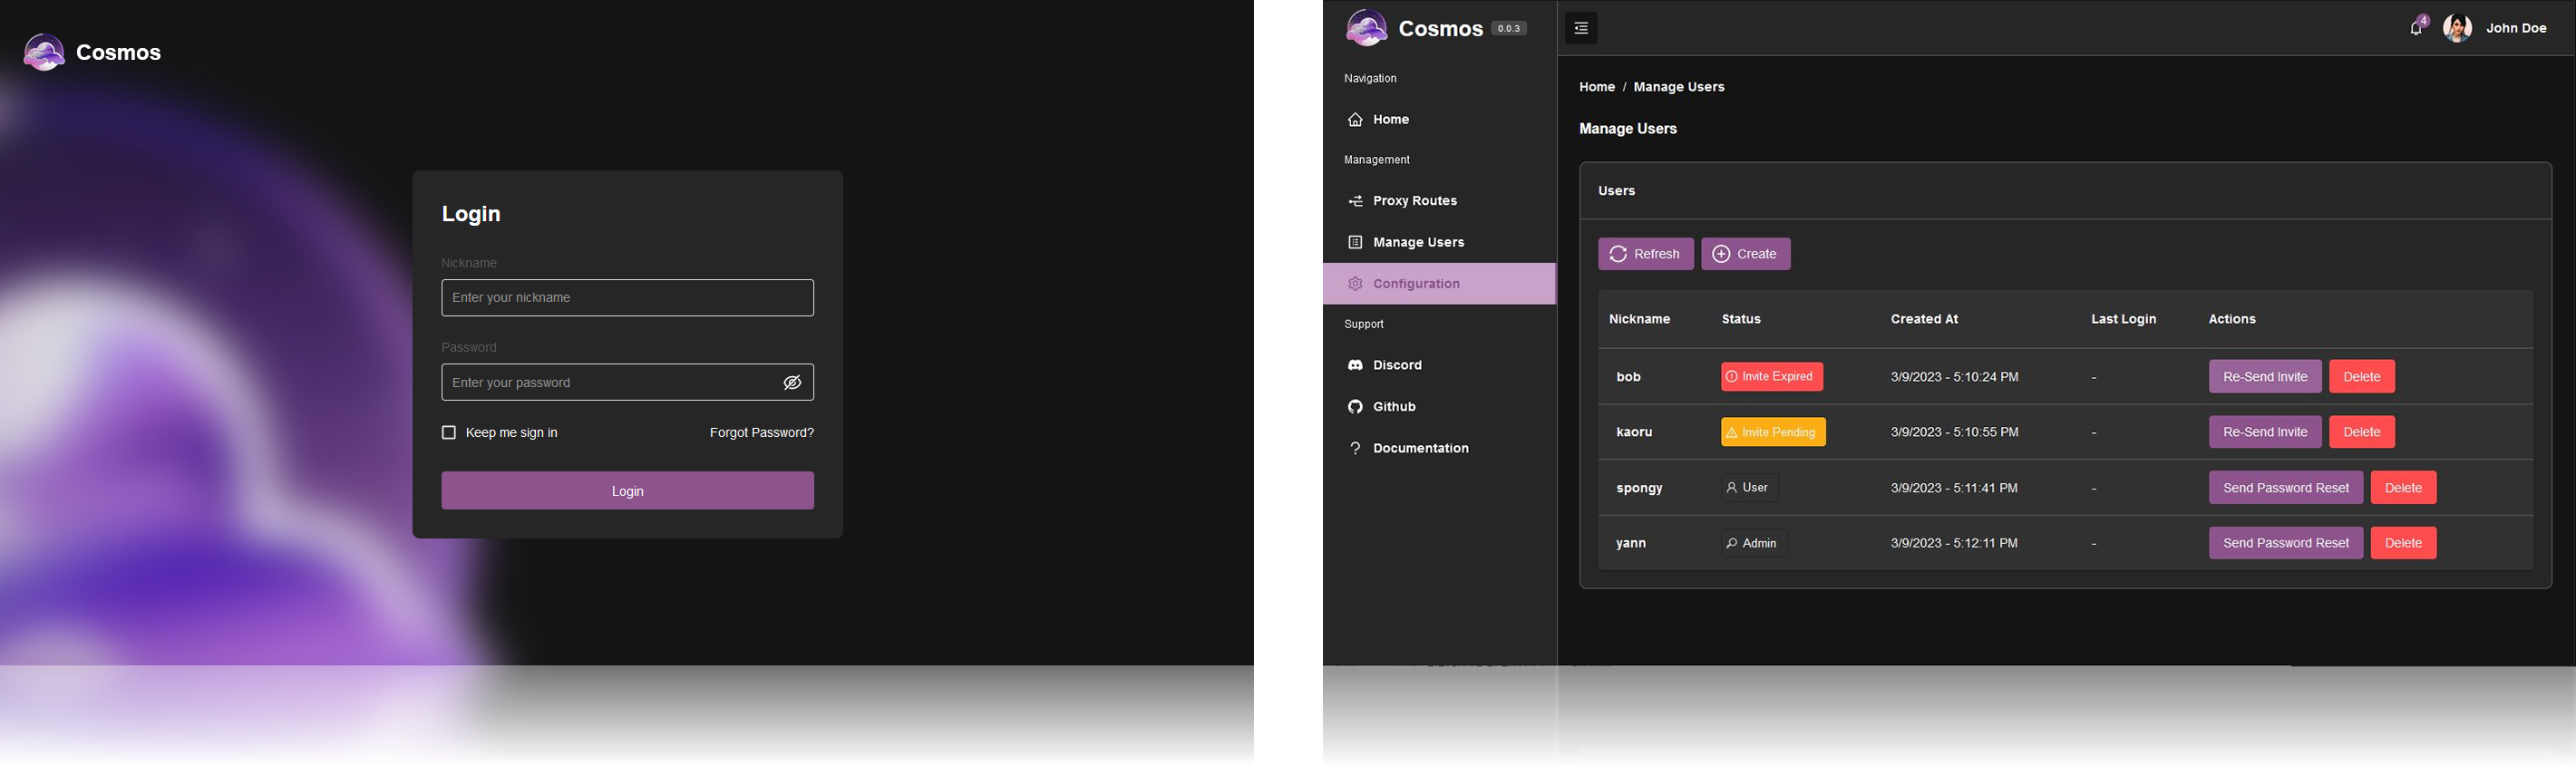 Cosmos
Login
Nickname
Enter your nickname
Password
Enter your password
Keep me sign in Forgot Password?
Login
Cosmos 0.0.3
Navigation
Home
Management
Proxy Routes
Manage Users
Configuration
Support
Discord
Github
Documentation
4 John Doe
Home / Manage Users
Manage Users
Users
Refresh Create
Nickname Status Created At Last Login Actions
bob Invite Expired 3/9/2023 - 5:10:24 PM - Re-Send Invite Delete
kaoru Invite Pending 3/9/2023 - 5:10:55 PM - Re-Send Invite Delete
spongy User 3/9/2023 - 5:11:41 PM - Send Password Reset Delete
yann Admin 3/9/2023 - 5:12:11 PM - Send Password Reset Delete